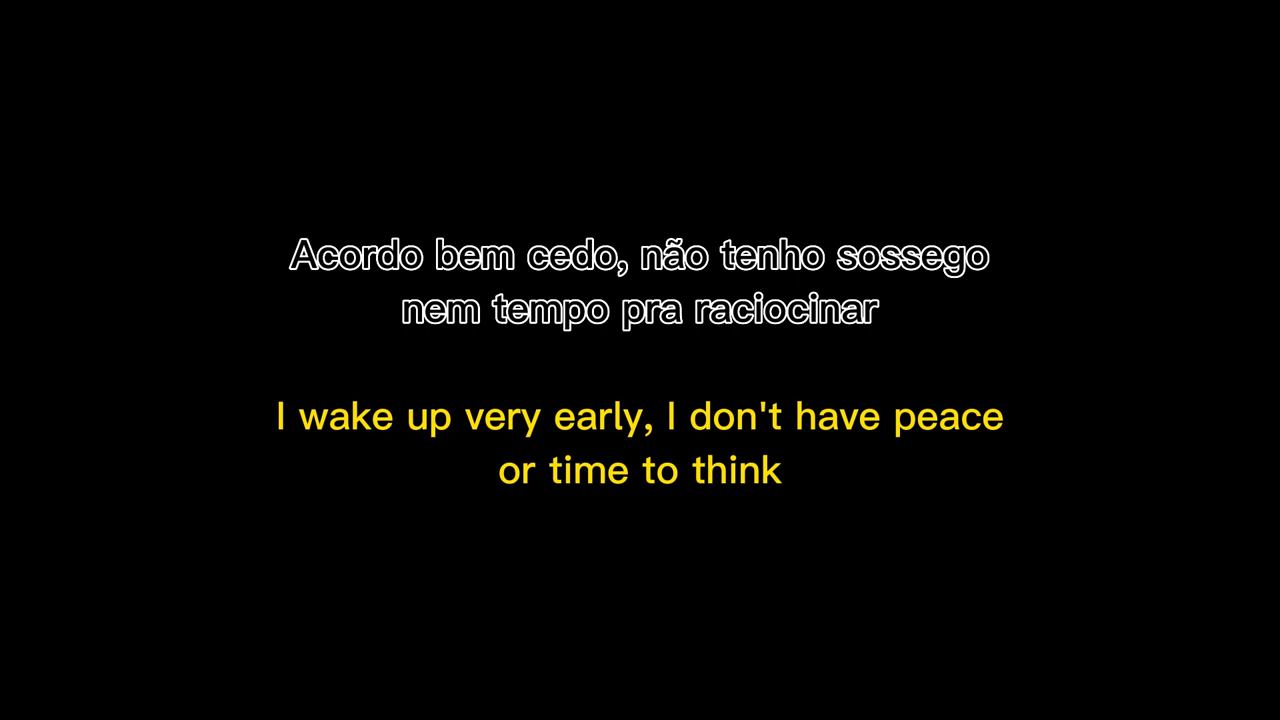 Acordo bem cedo, não tenho sossego
nem tempo pra raciocinar
I wake up very early, I don't have peace
or time to think